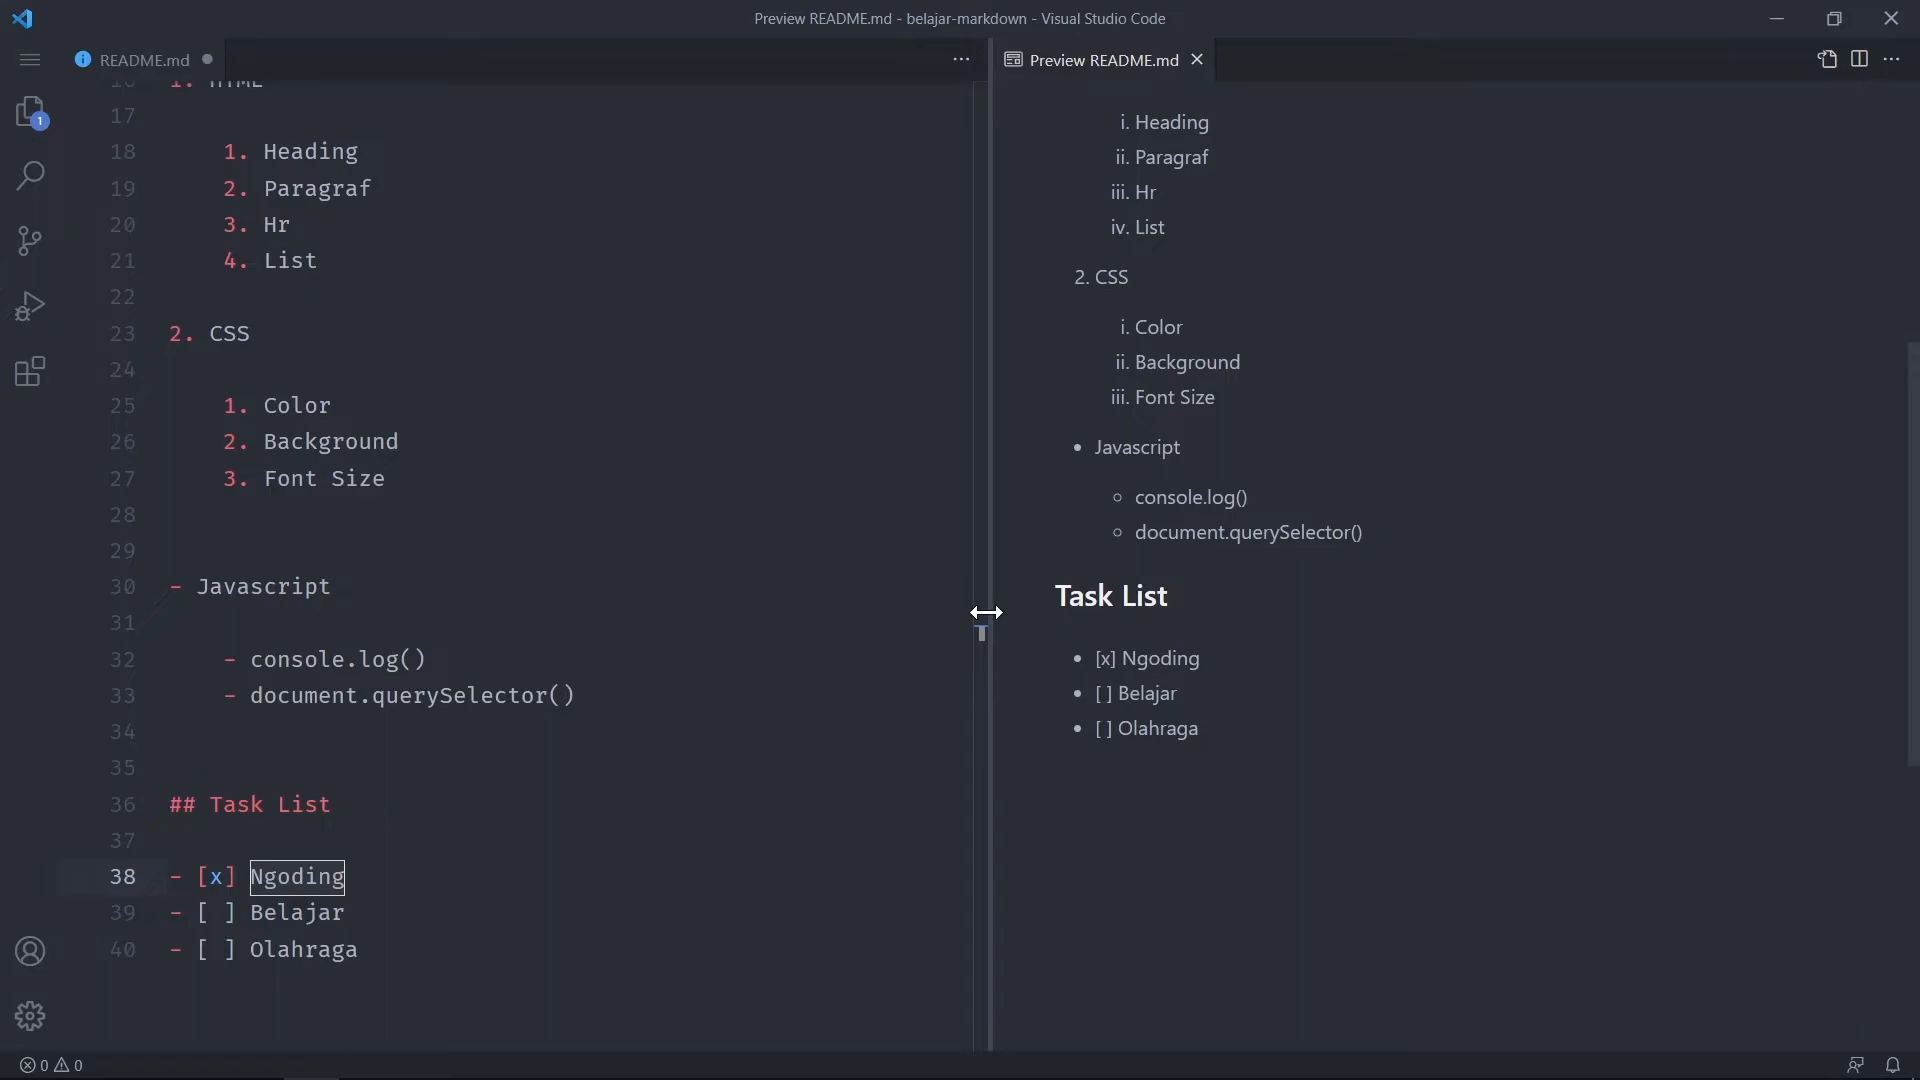 Preview README.md - belajar-markdown - Visual Studio Code
README.md
Preview README.md
1
16 1. HTML
17
18 1. Heading
19 2. Paragraf
20 3. Hr
21 4. List
22
23 2. CSS
24
25 1. Color
26 2. Background
27 3. Font Size
28
29
30 - Javascript
31
32 - console.log()
33 - document.querySelector()
34
35
36 ## Task List
37
38 - [x] Ngoding
39 - [ ] Belajar
40 - [ ] Olahraga
i. Heading
ii. Paragraf
iii. Hr
iv. List
2. CSS
i. Color
ii. Background
iii. Font Size
• Javascript
◦ console.log()
◦ document.querySelector()
Task List
• [x] Ngoding
• [ ] Belajar
• [ ] Olahraga
0 0